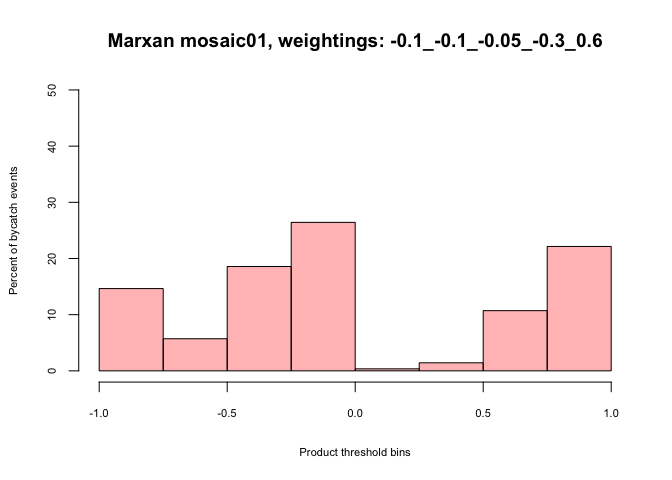 Marxan mosaic01, weightings: -0.1_-0.1_-0.05_-0.3_0.6
50
40
30
20
10
0
Percent of bycatch events
-1.0 -0.5 0.0 0.5 1.0
Product threshold bins